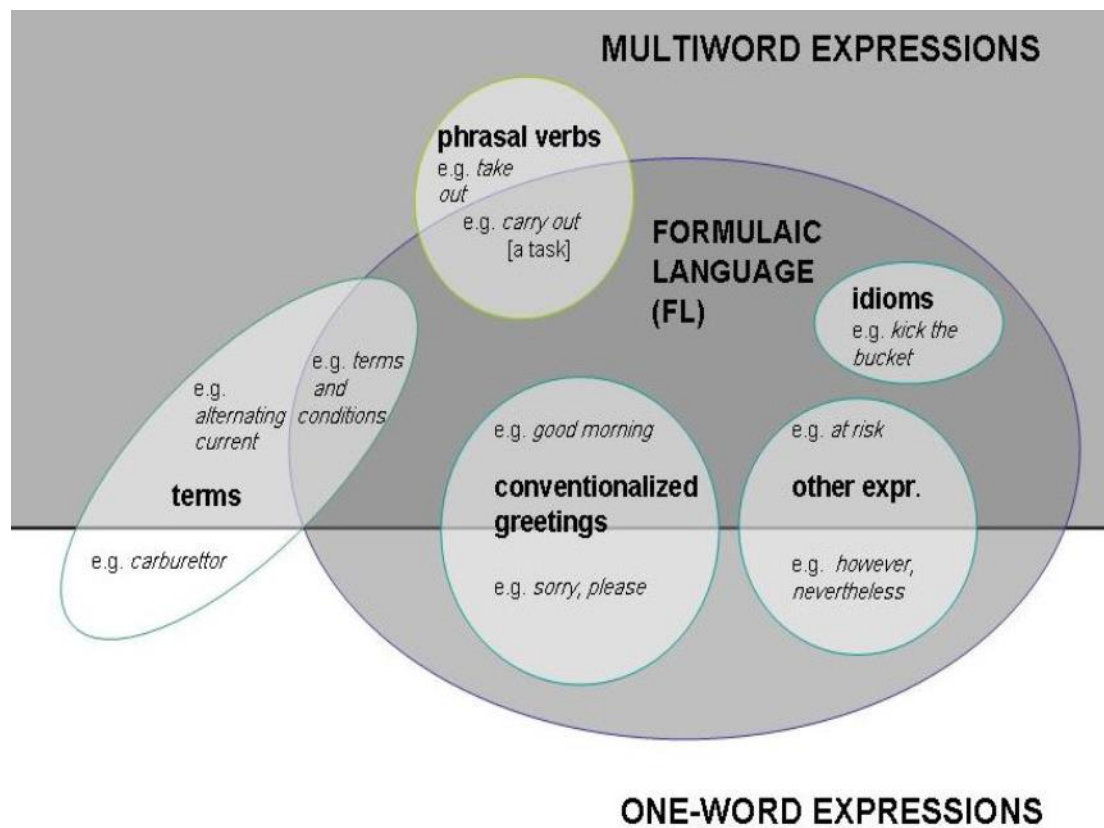 MULTIWORD EXPRESSIONS
phrasal verbs
e.g. take
out
e.g. carry out
[a task]
FORMULAIC
LANGUAGE
(FL)
idioms
e.g. kick the
bucket
e.g. terms
and
conditions
e.g.
alternating
current
terms
e.g. carburettor
e.g. good morning
conventionalized
greetings
e.g. sorry, please
e.g. at risk
other expr.
e.g. however,
nevertheless
ONE-WORD EXPRESSIONS